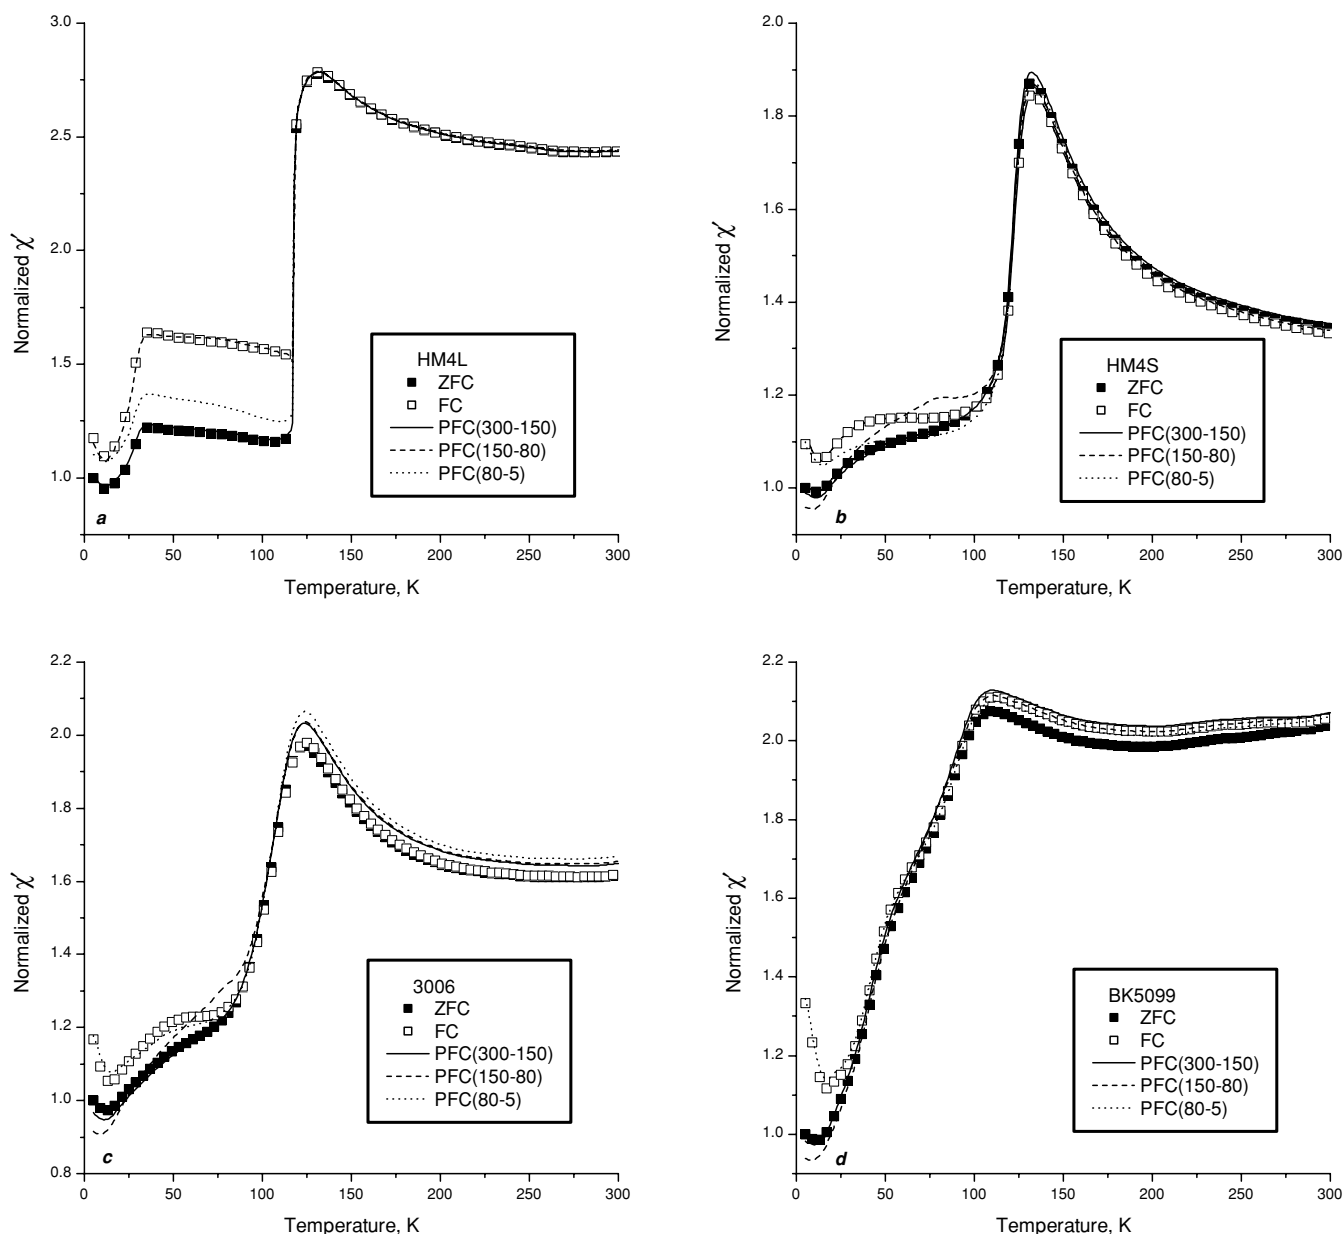 3.0
2.5
2.0
1.5
1.0
Normalized χ'
HM4L
ZFC
FC
PFC(300-150)
PFC(150-80)
PFC(80-5)
a
0 50 100 150 200 250 300
Temperature, K
2.0
1.8
1.6
1.4
1.2
1.0
Normalized χ'
HM4S
ZFC
FC
PFC(300-150)
PFC(150-80)
PFC(80-5)
b
0 50 100 150 200 250 300
Temperature, K
2.2
2.0
1.8
1.6
1.4
1.2
1.0
0.8
Normalized χ'
3006
ZFC
FC
PFC(300-150)
PFC(150-80)
PFC(80-5)
c
0 50 100 150 200 250 300
Temperature, K
2.2
2.0
1.8
1.6
1.4
1.2
1.0
Normalized χ'
BK5099
ZFC
FC
PFC(300-150)
PFC(150-80)
PFC(80-5)
d
0 50 100 150 200 250 300
Temperature, K